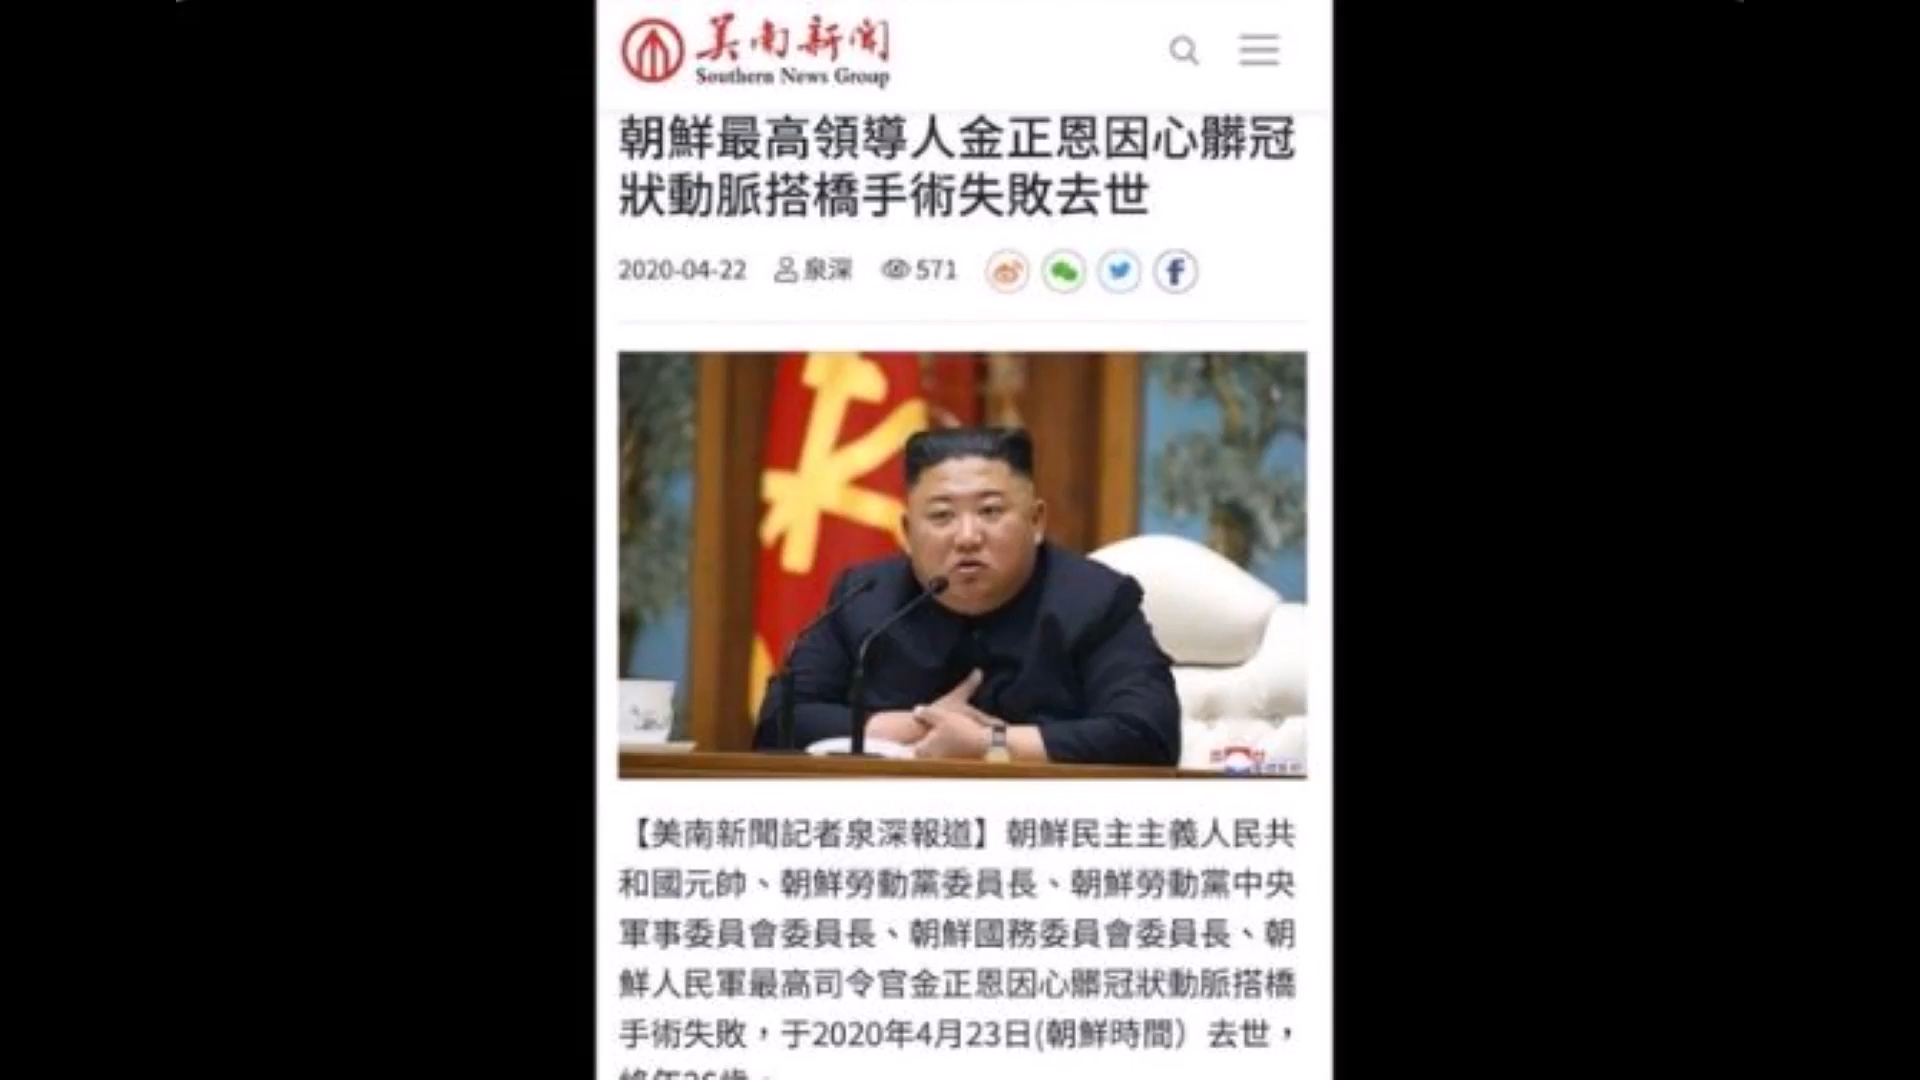 美南新聞
Southern News Group
朝鮮最高領導人金正恩因心髒冠
狀動脈搭橋手術失敗去世
2020-04-22 泉深 571
【美南新聞記者泉深報道】朝鮮民主主義人民共
和國元帥、朝鮮勞動黨委員長、朝鮮勞動黨中央
軍事委員會委員長、朝鮮國務委員會委員長、朝
鮮人民軍最高司令官金正恩因心髒冠狀動脈搭橋
手術失敗，于2020年4月23日(朝鮮時間）去世，